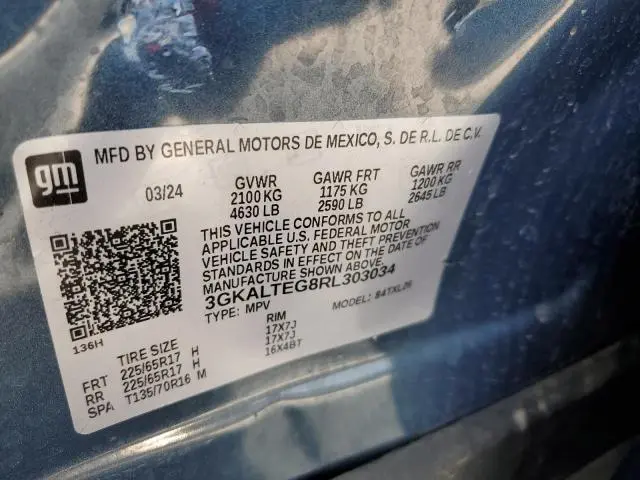 gm
MFD BY GENERAL MOTORS DE MEXICO, S. DE R.L. DE C.V.
03/24
GVWR
2100 KG
4630 LB
GAWR FRT
1175 KG
2590 LB
GAWR RR
1200 KG
2645 LB
THIS VEHICLE CONFORMS TO ALL
APPLICABLE U.S. FEDERAL MOTOR
VEHICLE SAFETY AND THEFT PREVENTION
STANDARDS IN EFFECT ON THE DATE OF
MANUFACTURE SHOWN ABOVE.
3GKALTEG8RL303034
TYPE: MPV
MODEL:
136H
TIRE SIZE
RIM
FRT 225/65R17 H 17X7J
RR 225/65R17 H 17X7J
SPA T135/70R16 M 16X4BT